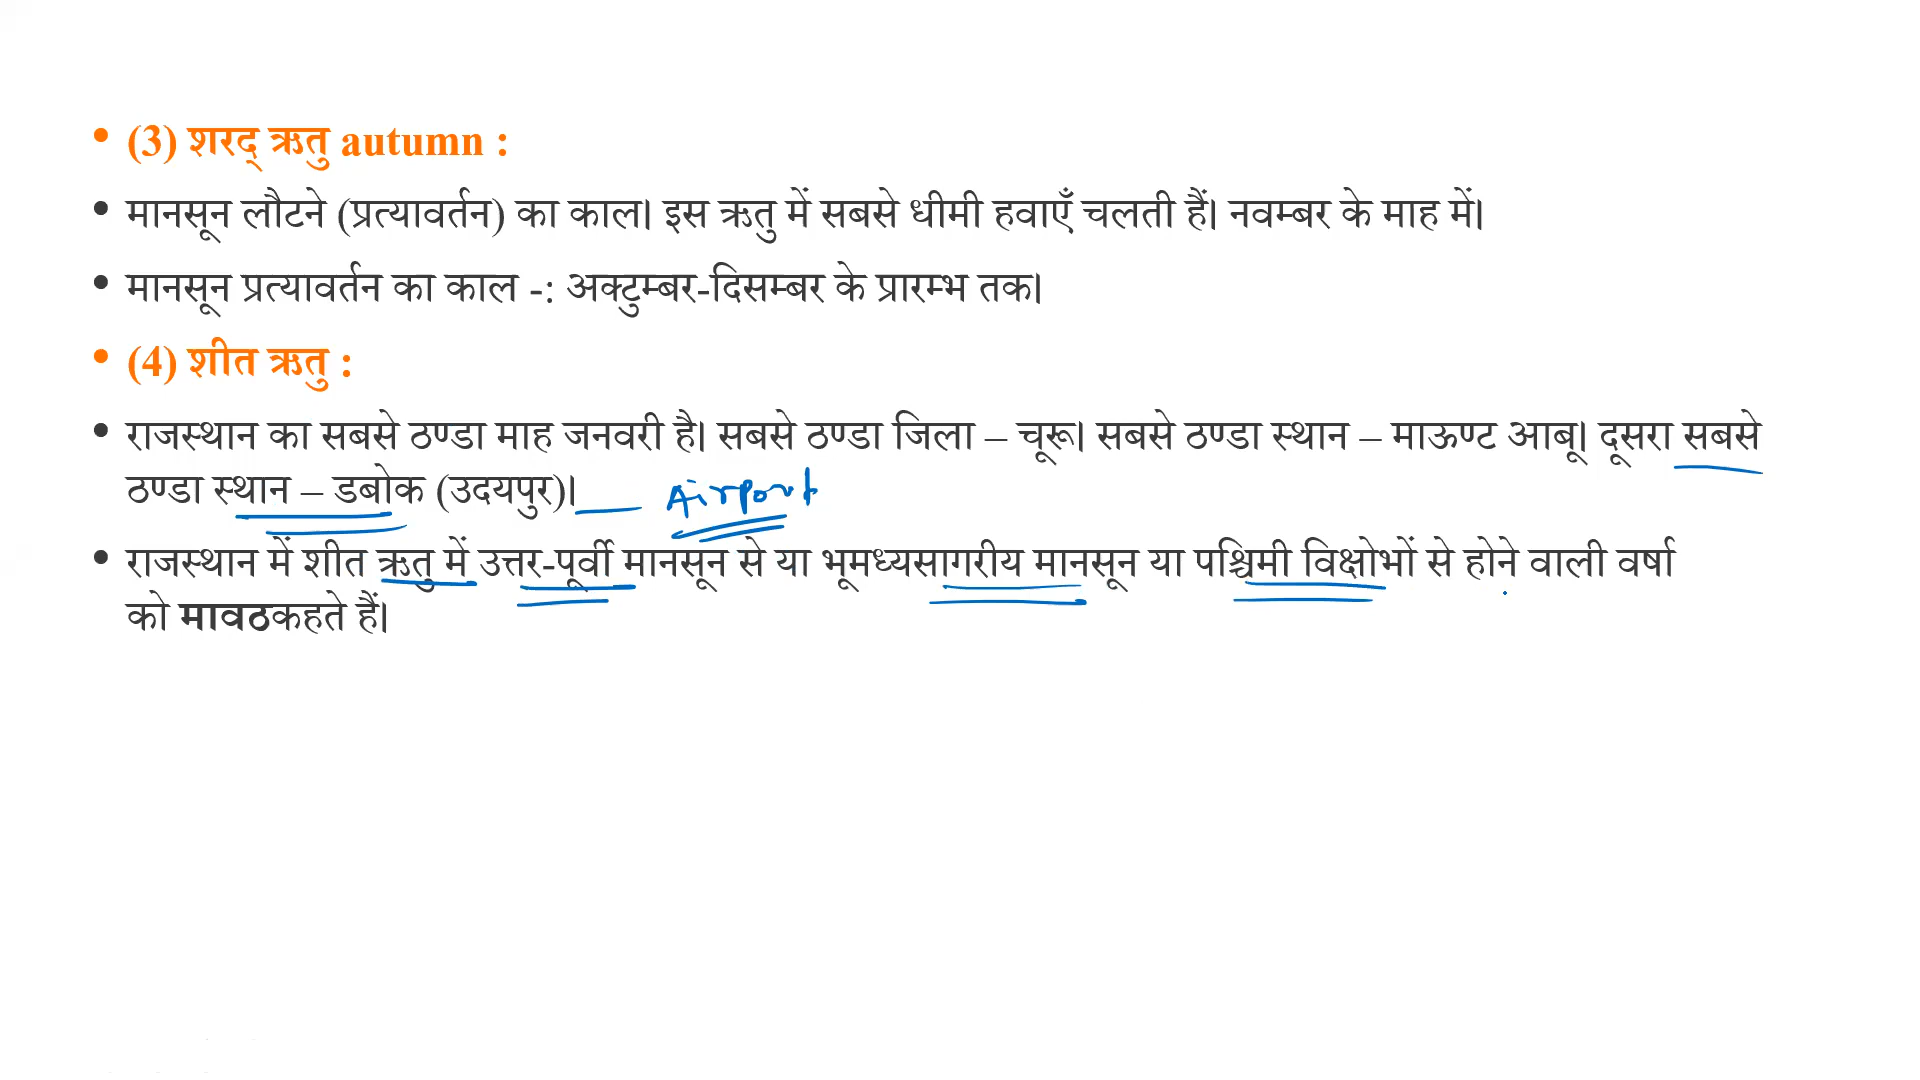 • (3) शरद् ऋतु autumn :
• मानसून लौटने (प्रत्यावर्तन) का काल। इस ऋतु में सबसे धीमी हवाएँ चलती हैं। नवम्बर के माह में।
• मानसून प्रत्यावर्तन का काल -: अक्टुम्बर-दिसम्बर के प्रारम्भ तक।
• (4) शीत ऋतु :
• राजस्थान का सबसे ठण्डा माह जनवरी है। सबसे ठण्डा जिला – चूरू। सबसे ठण्डा स्थान – माऊण्ट आबू। दूसरा सबसे
ठण्डा स्थान – डबोक (उदयपुर)। Airport
• राजस्थान में शीत ऋतु में उत्तर-पूर्वी मानसून से या भूमध्यसागरीय मानसून या पश्चिमी विक्षोभों से होने वाली वर्षा
को मावठकहते हैं।